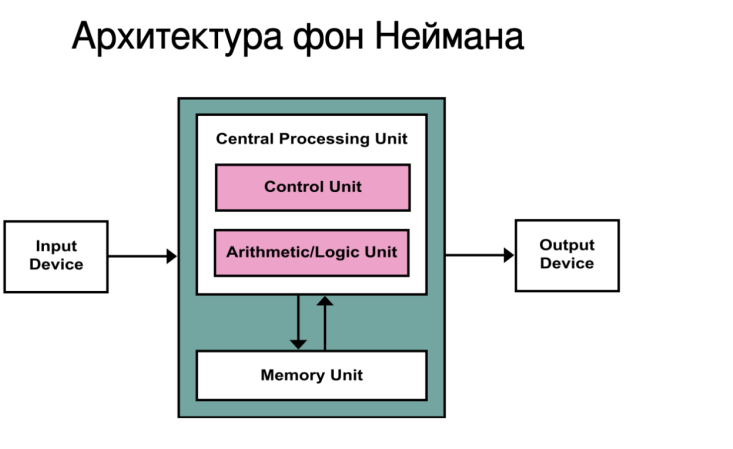 Архитектура фон Неймана
Central Processing Unit
Control Unit
Arithmetic/Logic Unit
Input
Device
Output
Device
Memory Unit